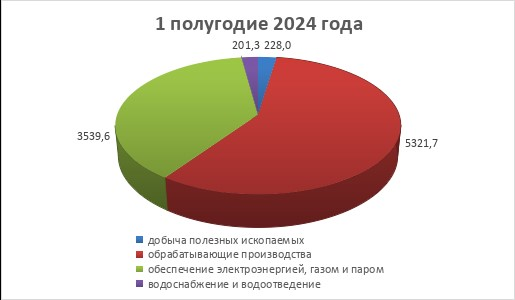 1 полугодие 2024 года
201,3 228,0
3539,6
5321,7
добыча полезных ископаемых
обрабатывающие производства
обеспечение электроэнергией, газом и паром
водоснабжение и водоотведение